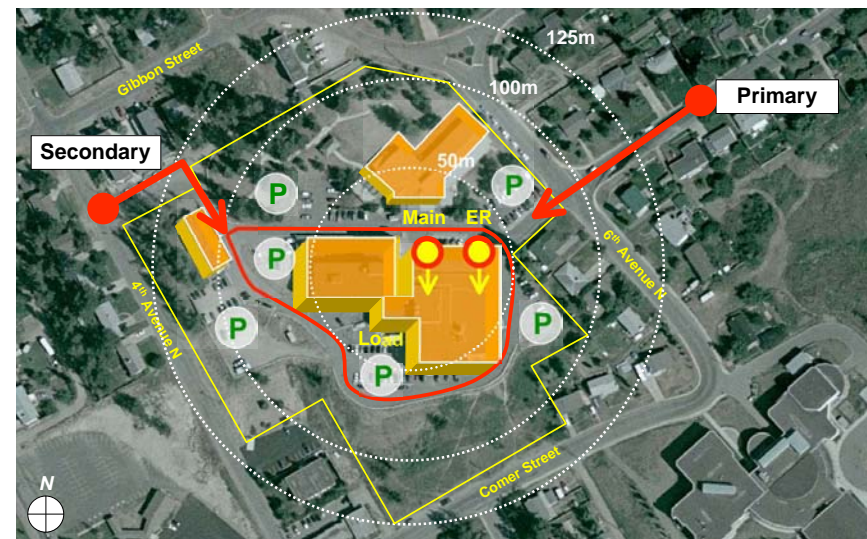 125m
Gibbon Street
100m
Primary
Secondary
50m
P
P
Main
ER
6th Avenue N
P
4th Avenue N
P
P
Load
P
Comer Street
N